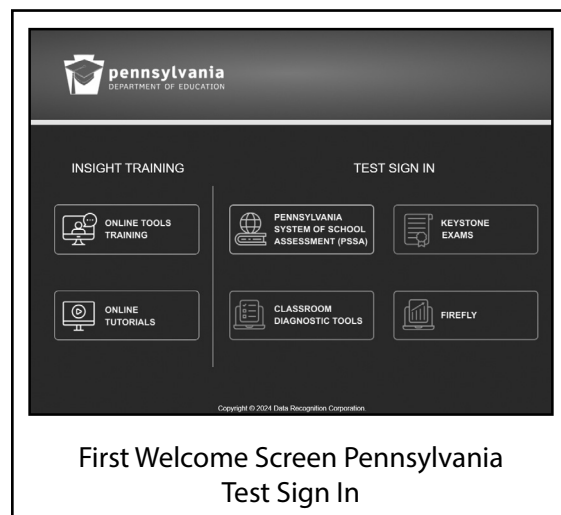 pennsylvania
DEPARTMENT OF EDUCATION
INSIGHT TRAINING
ONLINE TOOLS
TRAINING
ONLINE
TUTORIALS
TEST SIGN IN
PENNSYLVANIA
SYSTEM OF SCHOOL
ASSESSMENT (PSSA)
KEYSTONE
EXAMS
CLASSROOM
DIAGNOSTIC TOOLS
FIREFLY
Copyright © 2024 Data Recognition Corporation.
First Welcome Screen Pennsylvania
Test Sign In